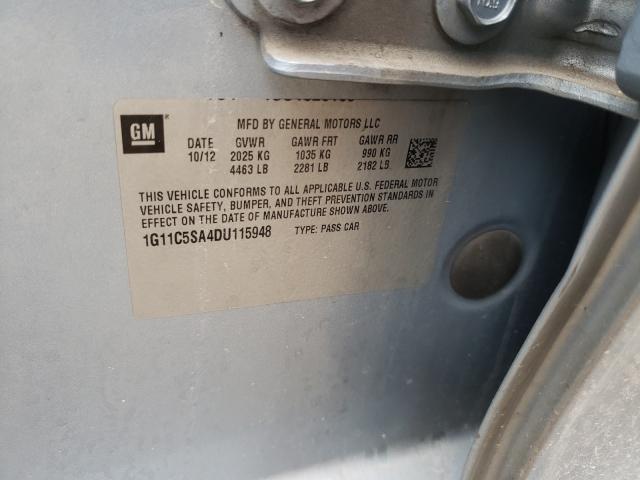 MFD BY GENERAL MOTORS LLC
GM
DATE GVWR GAWR FRT GAWR RR
10/12 2025 KG 1035 KG 990 KG
4463 LB 2281 LB 2182 LB
THIS VEHICLE CONFORMS TO ALL APPLICABLE U.S. FEDERAL MOTOR
VEHICLE SAFETY, BUMPER, AND THEFT PREVENTION STANDARDS IN
EFFECT ON THE DATE OF MANUFACTURE SHOWN ABOVE.
1G11C5SA4DU115948 TYPE: PASS CAR